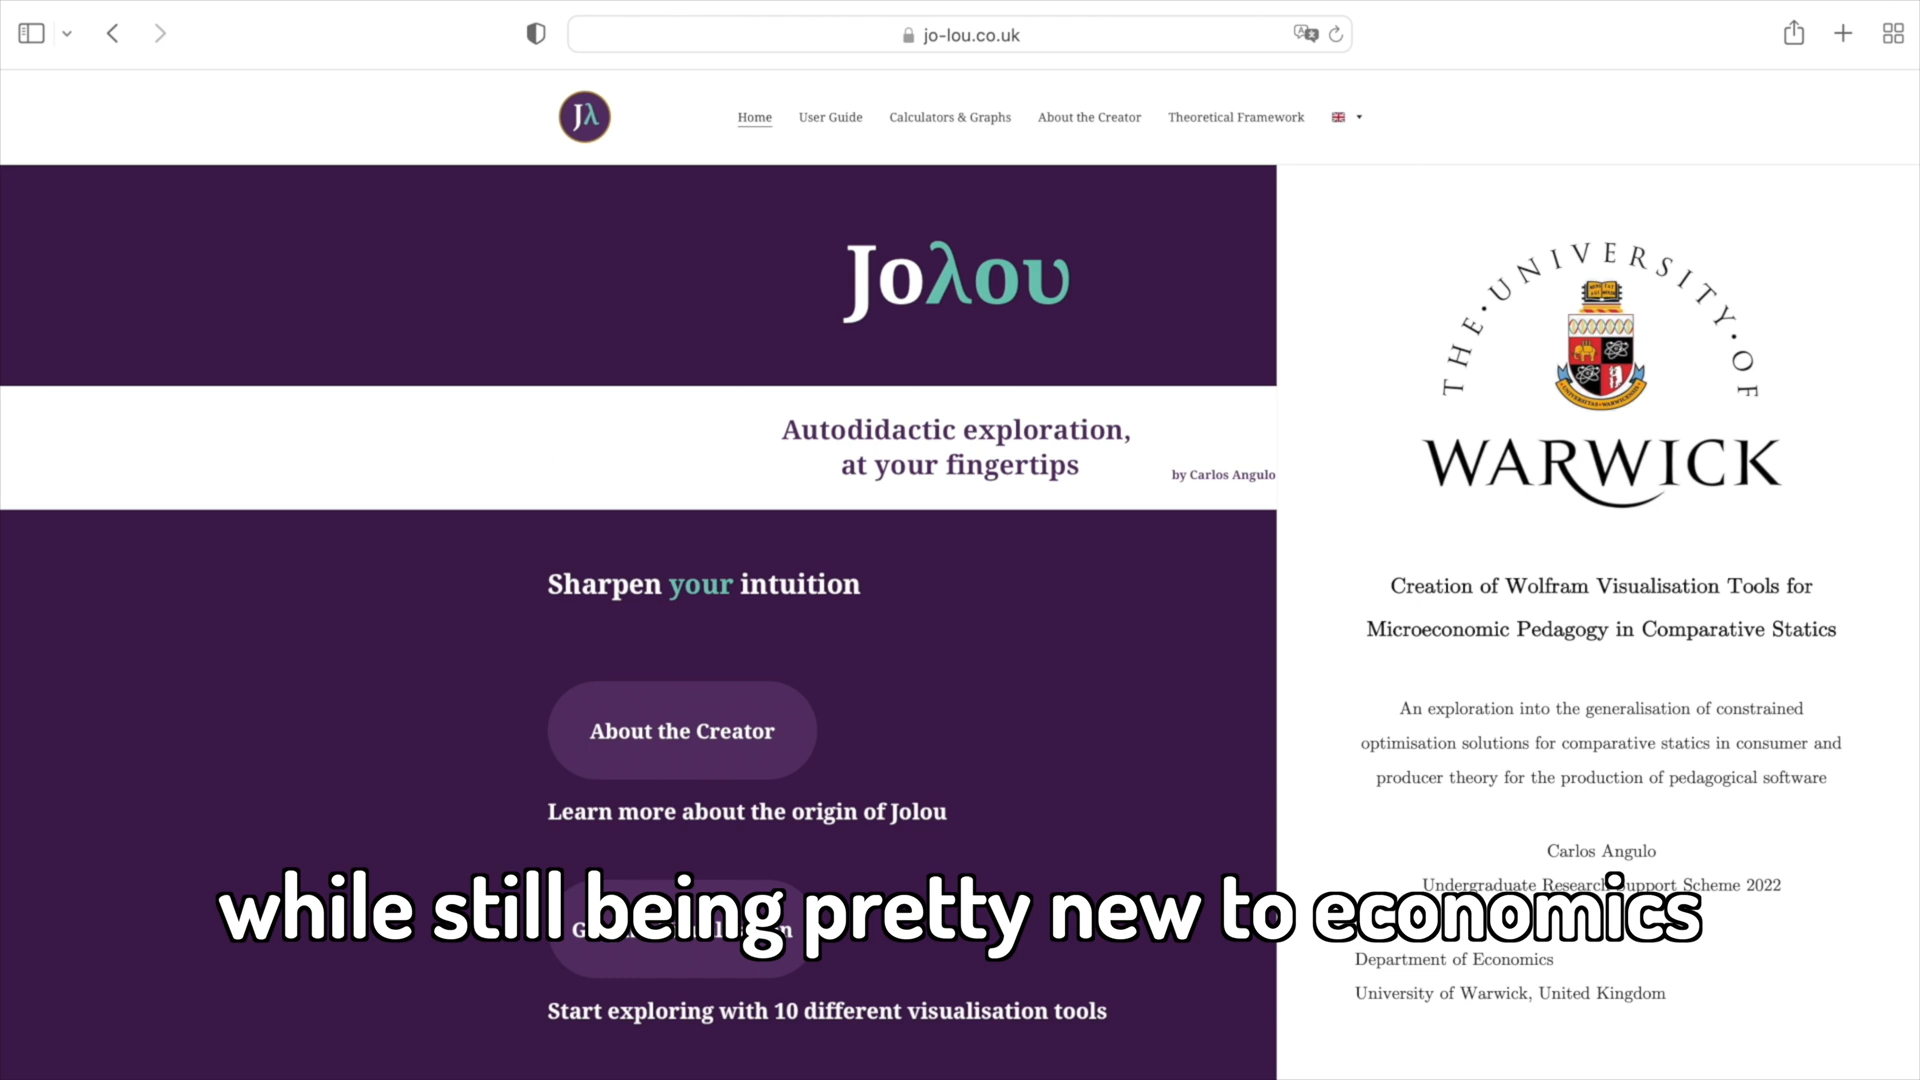 jo-lou.co.uk
Jλ
Home
User Guide
Calculators & Graphs
About the Creator
Theoretical Framework
Joλου
Autodidactic exploration,
at your fingertips
by Carlos Angulo
Sharpen your intuition
About the Creator
Learn more about the origin of Jolou
Start exploring with 10 different visualisation tools
THE·UNIVERSITY·OF
WARWICK
Creation of Wolfram Visualisation Tools for
Microeconomic Pedagogy in Comparative Statics
An exploration into the generalisation of constrained
optimisation solutions for comparative statics in consumer and
producer theory for the production of pedagogical software
Carlos Angulo
Undergraduate Research Support Scheme 2022
Department of Economics
University of Warwick, United Kingdom
while still being pretty new to economics